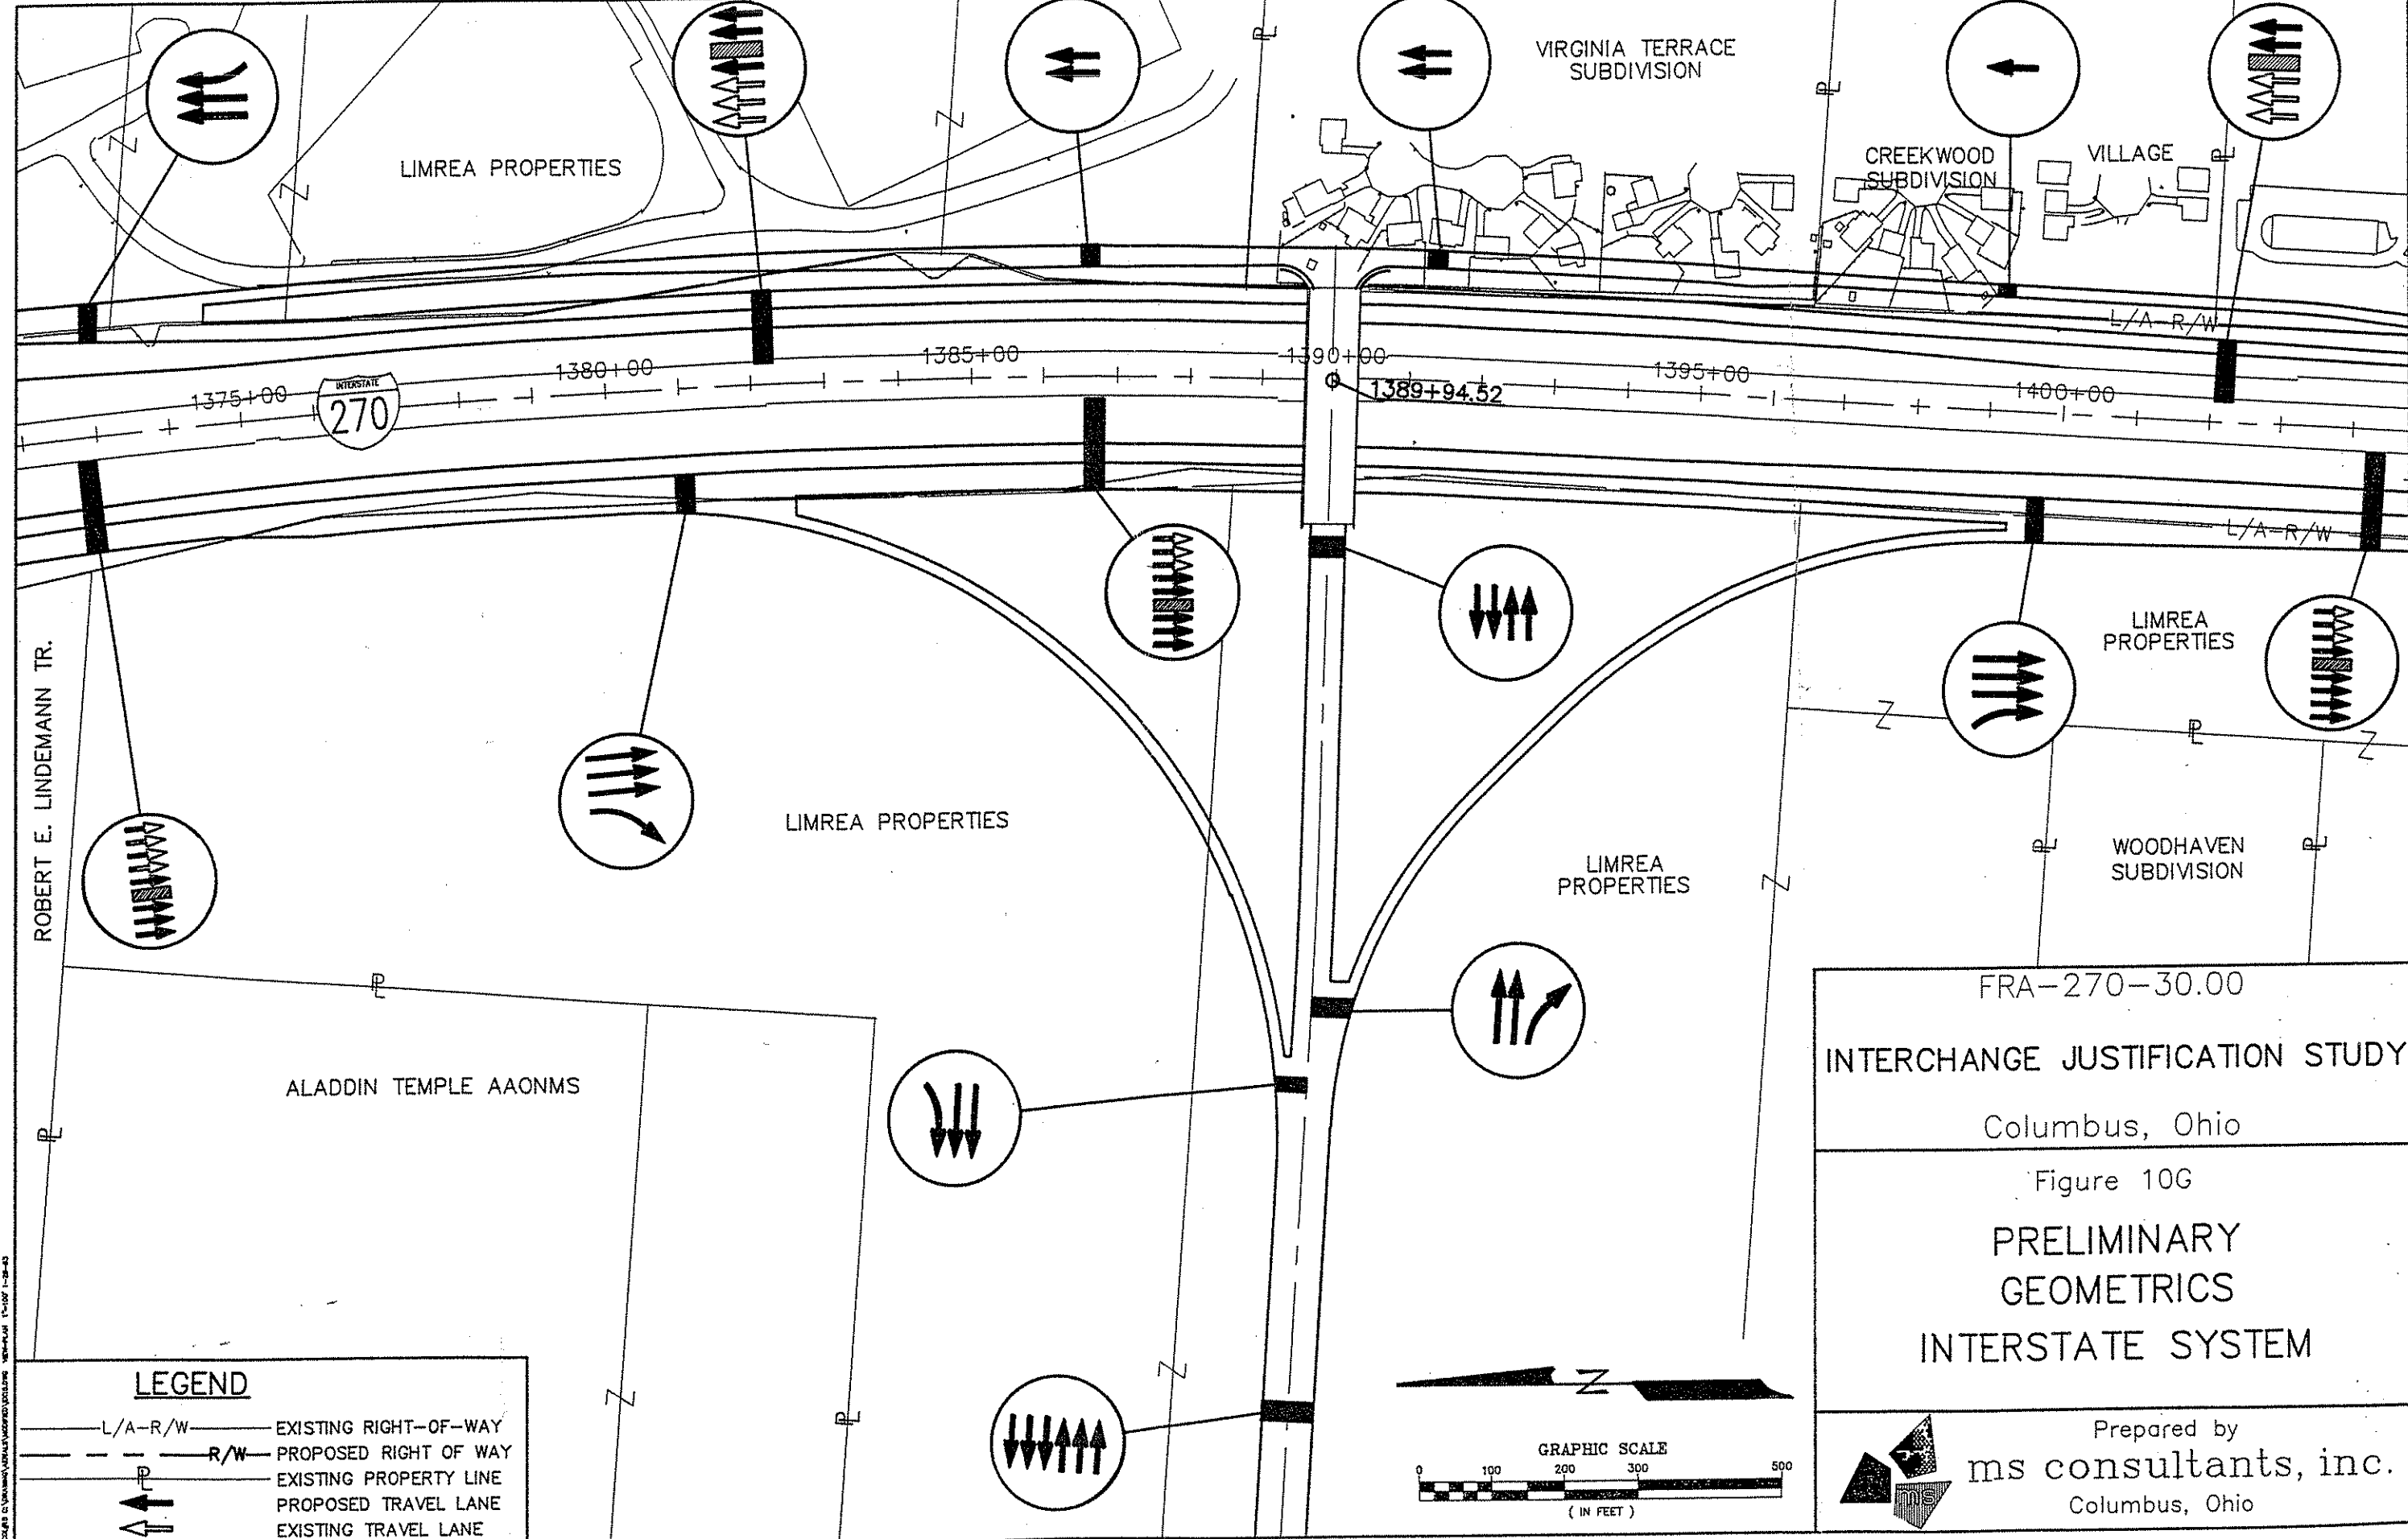 VIRGINIA TERRACE
SUBDIVISION
LIMREA PROPERTIES
CREEKWOOD
SUBDIVISION
VILLAGE
L/A-R/W
1375+00
INTERSTATE
270
1380+00
1385+00
1390+00
1389+94.52
1395+00
1400+00
L/A-R/W
ROBERT E. LINDEMANN TR.
LIMREA
PROPERTIES
LIMREA PROPERTIES
LIMREA
PROPERTIES
WOODHAVEN
SUBDIVISION
ALADDIN TEMPLE AAONMS
FRA-270-30.00
INTERCHANGE JUSTIFICATION STUDY
Columbus, Ohio
Figure 10G
PRELIMINARY
GEOMETRICS
INTERSTATE SYSTEM
Prepared by
ms consultants, inc.
Columbus, Ohio
ms
N
GRAPHIC SCALE
0 100 200 300 500
( IN FEET )
LEGEND
L/A-R/W EXISTING RIGHT-OF-WAY
R/W PROPOSED RIGHT OF WAY
PL EXISTING PROPERTY LINE
PROPOSED TRAVEL LANE
EXISTING TRAVEL LANE